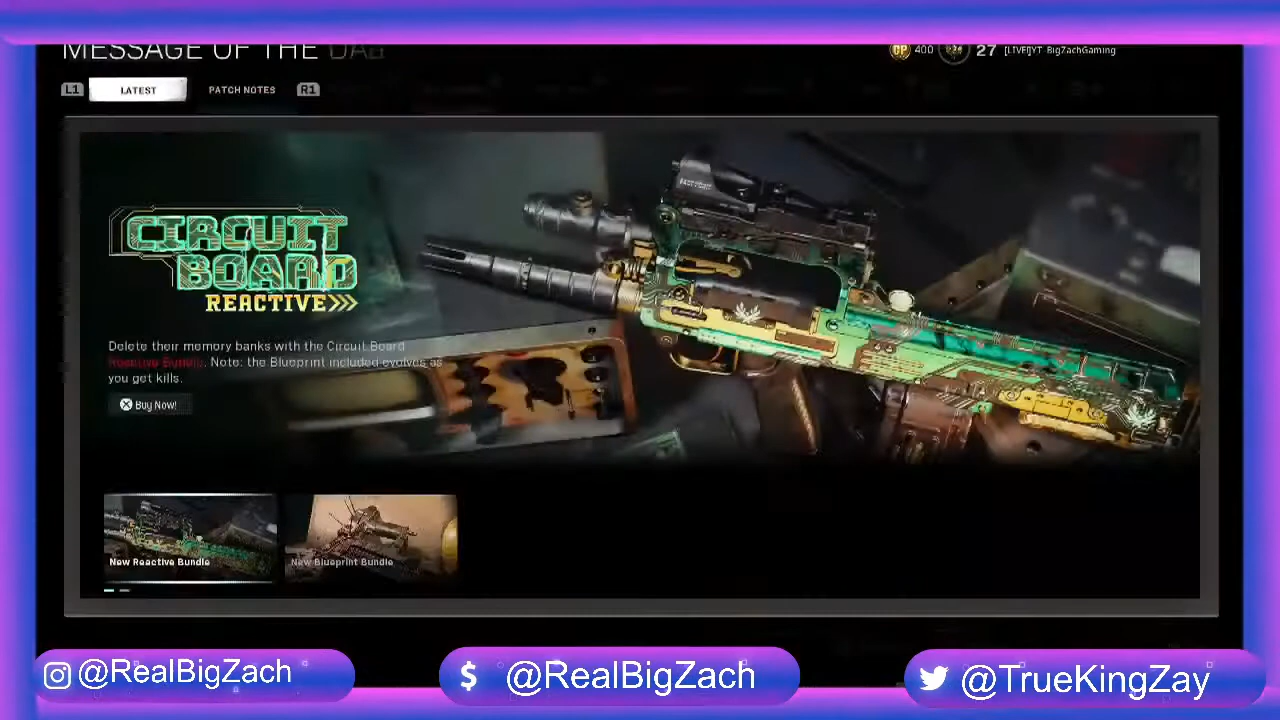 MESSAGE OF THE DAY
400
27 [LIVE]YT BigZachGaming
L1 LATEST PATCH NOTES R1
CIRCUIT
BOARD
REACTIVE>>>
Delete their memory banks with the Circuit Board
Reactive Bundle. Note: the Blueprint included evolves as
you get kills.
Buy Now!
New Reactive Bundle New Blueprint Bundle
@RealBigZach $ @RealBigZach @TrueKingZay